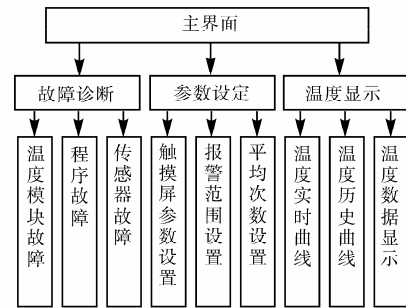 主界面
故障诊断
参数设定
温度显示
温度模块故障
程序故障
传感器故障
触摸屏参数设置
报警范围设置
平均次数设置
温度实时曲线
温度历史曲线
温度数据显示